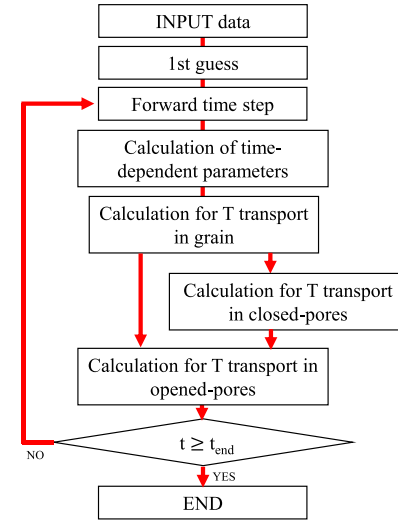 INPUT data
1st guess
Forward time step
Calculation of time-
dependent parameters
Calculation for T transport
in grain
Calculation for T transport
in closed-pores
Calculation for T transport in
opened-pores
t ≥ t_end
NO
YES
END